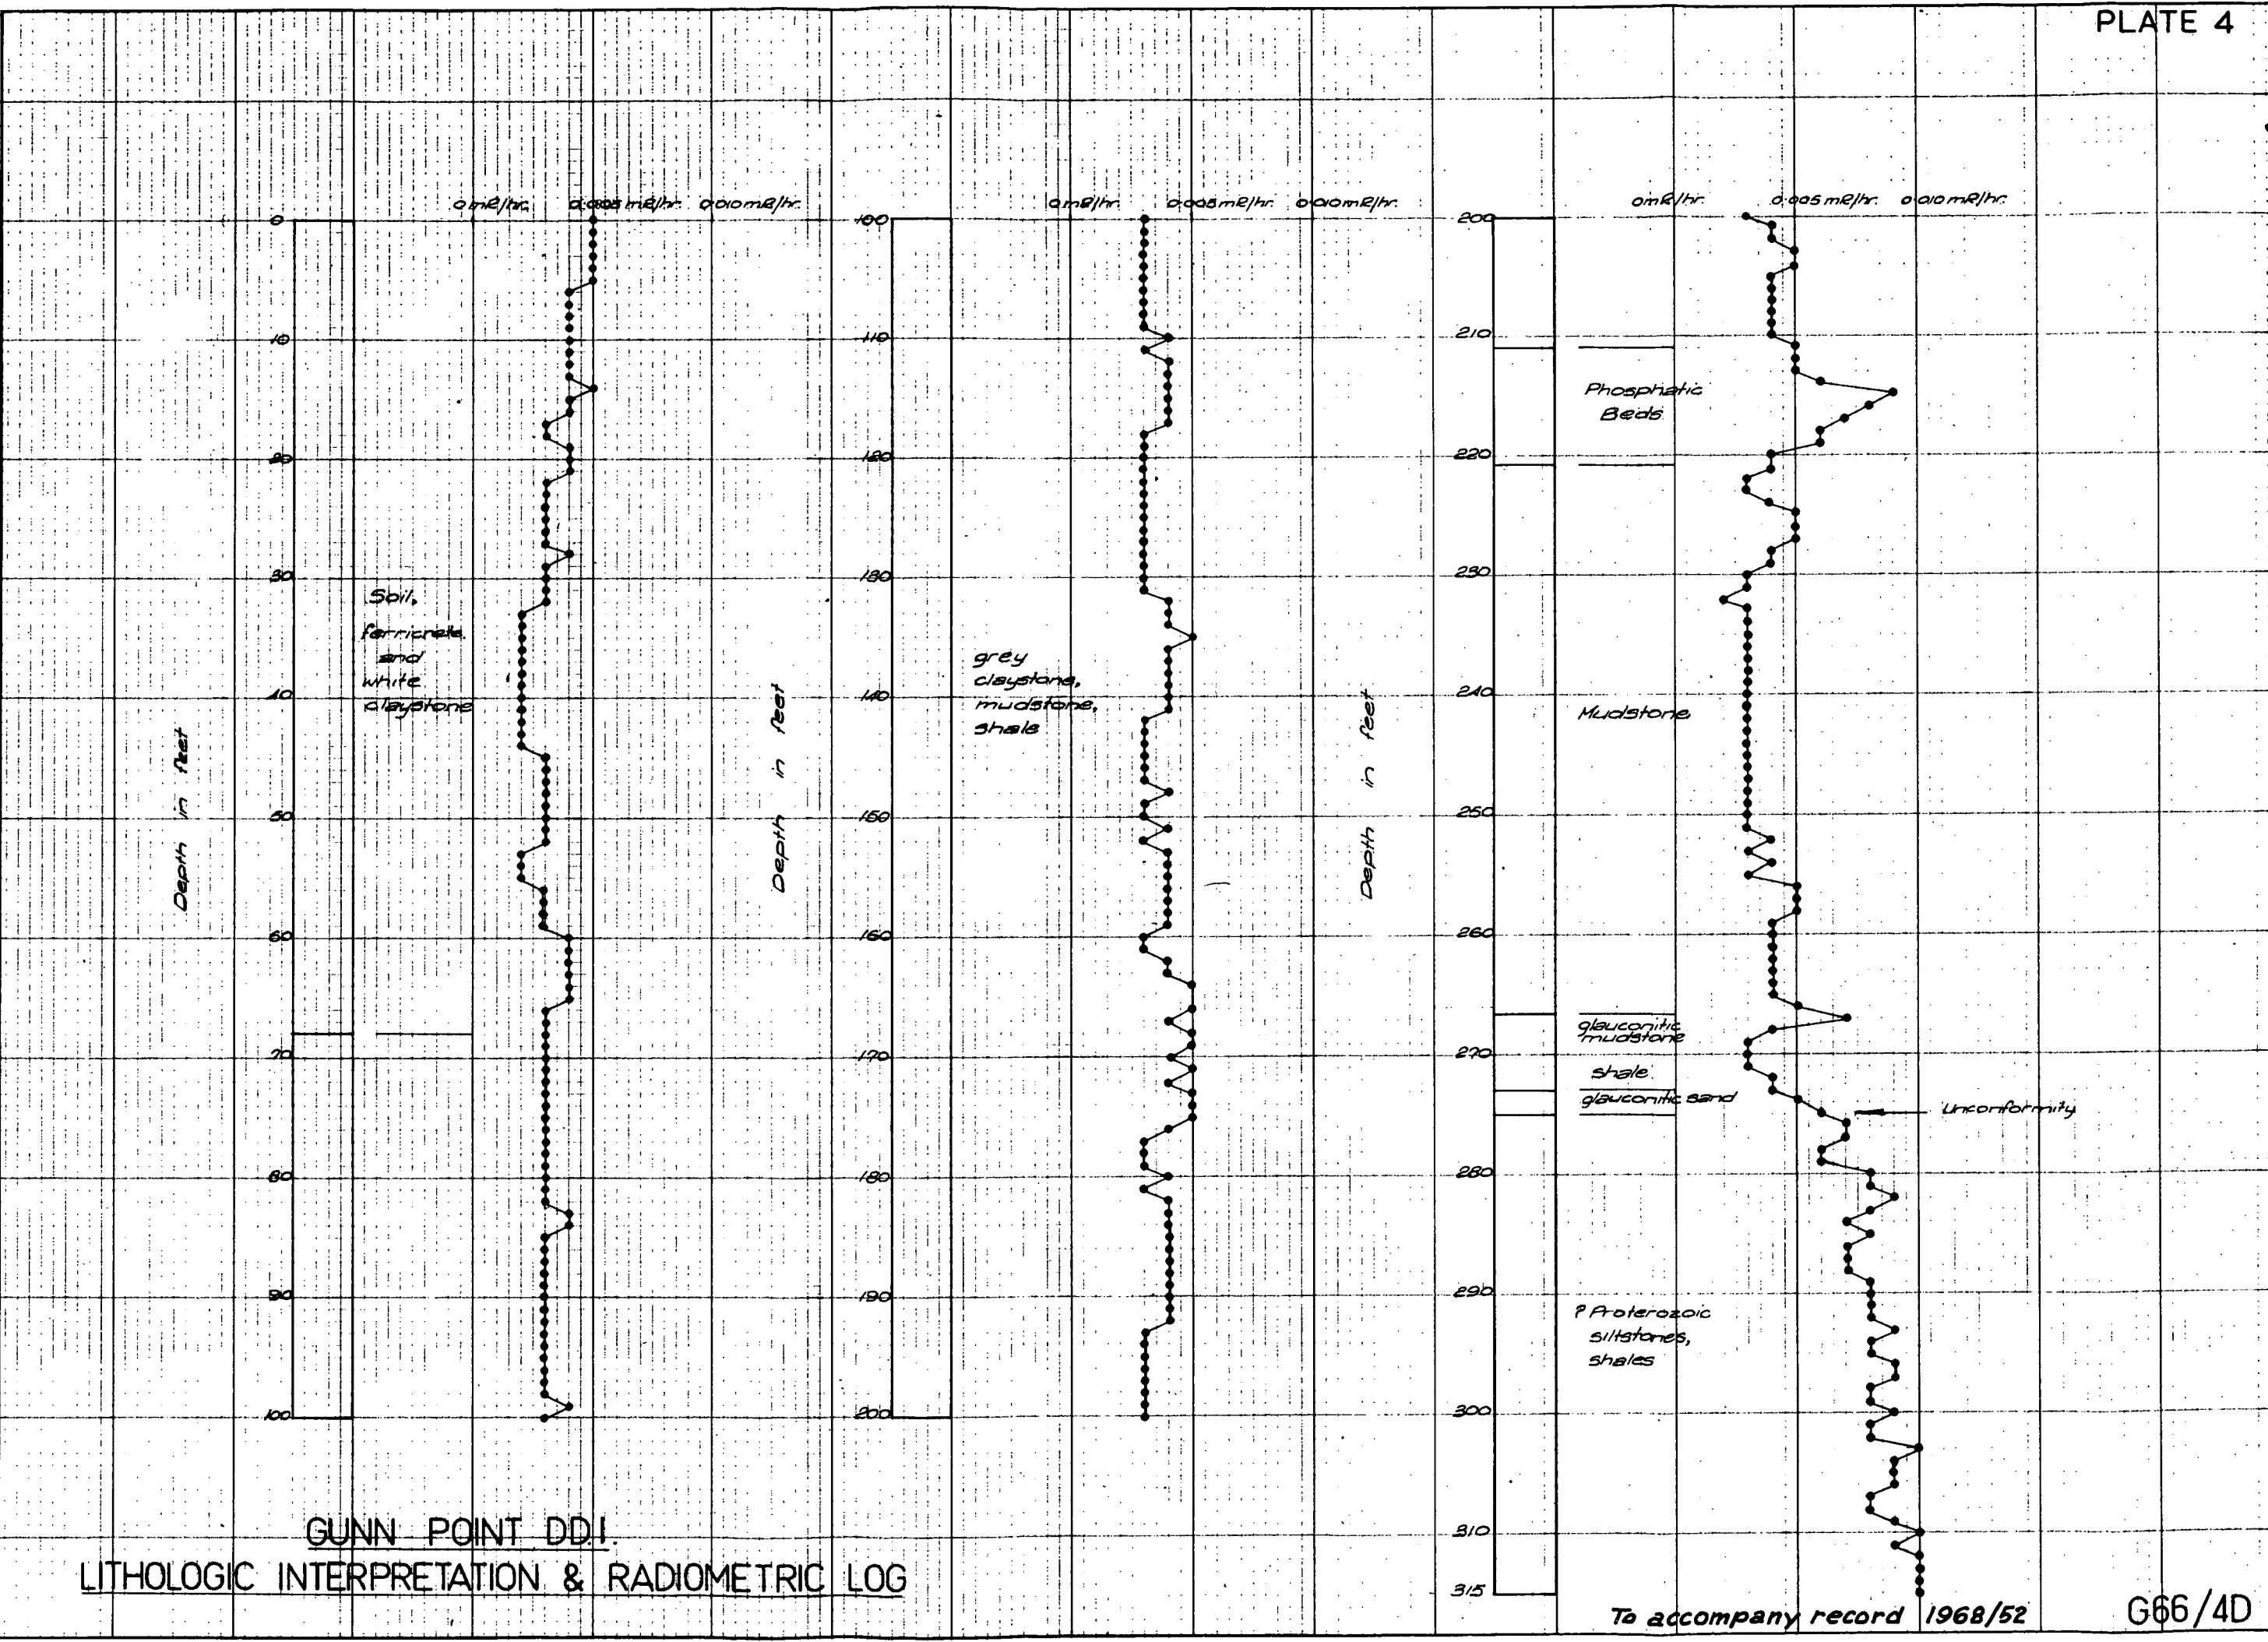 PLATE 4
0 mR/hr. 0.005 mR/hr. 0.010 mR/hr.
0
10
20
30
40
50
60
70
80
90
100
Depth in feet
Soil,
ferricrete
and
white
claystone
0 mR/hr. 0.005 mR/hr. 0.010 mR/hr.
100
110
120
130
140
150
160
170
180
190
200
Depth in feet
grey
claystone,
mudstone,
shale
0 mR/hr. 0.005 mR/hr. 0.010 mR/hr.
200
210
220
230
240
250
260
270
280
290
300
310
315
Depth in feet
Phosphatic
Beds
Mudstone
glauconitic
mudstone
shale
glauconitic sand
Unconformity
? Proterozoic
siltstones,
shales
GUNN POINT DD.1.
LITHOLOGIC INTERPRETATION & RADIOMETRIC LOG
To accompany record 1968/52
G66/4D